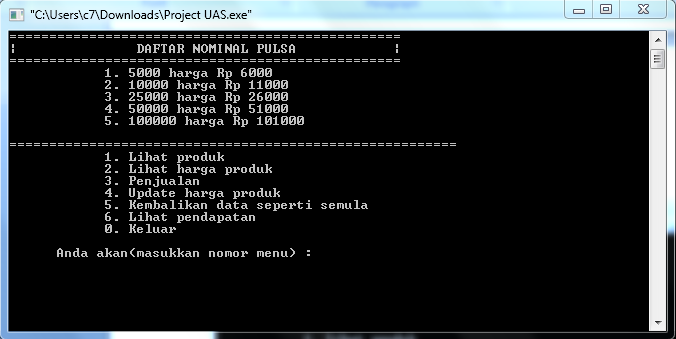 "C:\Users\c7\Downloads\Project UAS.exe"
=================================================
¦ DAFTAR NOMINAL PULSA ¦
=================================================
1. 5000 harga Rp 6000
2. 10000 harga Rp 11000
3. 25000 harga Rp 26000
4. 50000 harga Rp 51000
5. 100000 harga Rp 101000
========================================================
1. Lihat produk
2. Lihat harga produk
3. Penjualan
4. Update harga produk
5. Kembalikan data seperti semula
6. Lihat pendapatan
0. Keluar
Anda akan(masukkan nomor menu) :